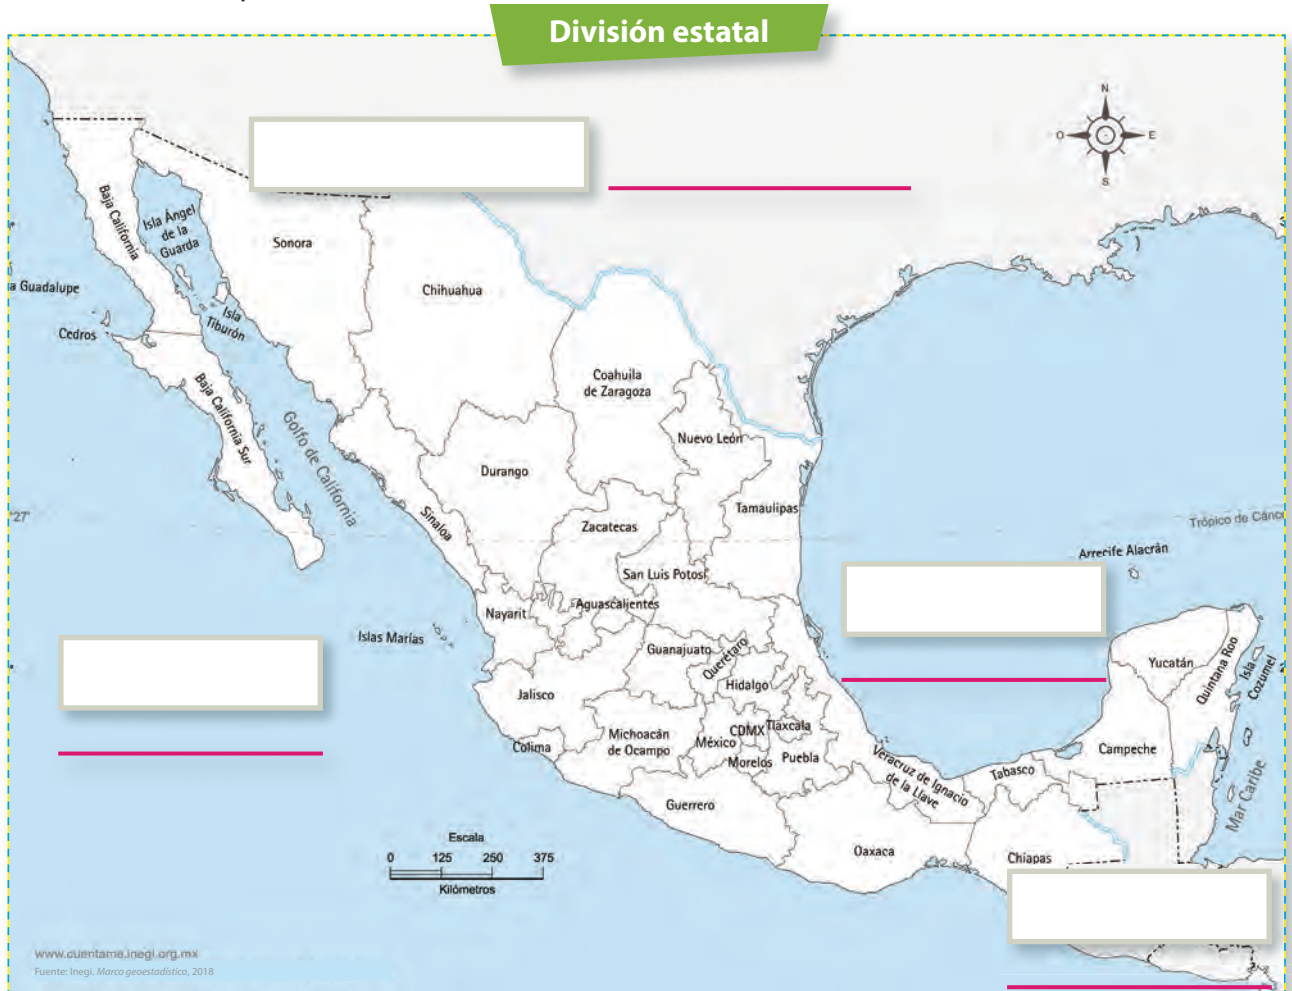 División estatal
N
O
E
S
Baja California
Isla Ángel
de la
Guarda
Sonora
Chihuahua
Guadalupe
Isla
Tiburón
Cedros
Coahuila
de Zaragoza
Baja California Sur
Golfo de California
Nuevo León
Durango
Sinaloa
Tamaulipas
27°
Zacatecas
Trópico de
Arrecife Alacrán
San Luis Potosí
Aguascalientes
Nayarit
Islas Marías
Guanajuato
Querétaro
Hidalgo
Yucatán
Quintana Roo
Isla
Cozumel
Jalisco
Colima
Michoacán
de Ocampo
México
CDMX
Tlaxcala
Morelos
Puebla
Veracruz de Ignacio
de la Llave
Tabasco
Campeche
Mar Caribe
Guerrero
Oaxaca
Chiapas
Escala
0 125 250 375
Kilómetros
www.cuentame.inegi.org.mx
Fuente: Inegi. Marco geoestadístico, 2018